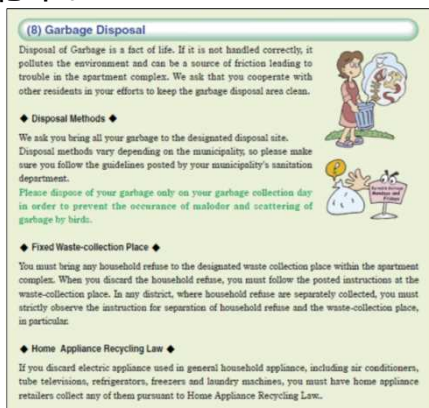 (8) Garbage Disposal
Disposal of Garbage is a fact of life. If it is not handled correctly, it
pollutes the environment and can be a source of friction leading to
trouble in the apartment complex. We ask that you cooperate with
other residents in your efforts to keep the garbage disposal area clean.
◆ Disposal Methods ◆
We ask you bring all your garbage to the designated disposal site.
Disposal methods vary depending on the municipality, so please make
sure you follow the guidelines posted by your municipality's sanitation
department.
Please dispose of your garbage only on your garbage collection day
in order to prevent the occurance of malodor and scattering of
garbage by birds.
◆ Fixed Waste-collection Place ◆
You must bring any household refuse to the designated waste collection place within the apartment
complex. When you discard the household refuse, you must follow the posted instructions at the
waste-collection place. In any district, where household refuse are separately collected, you must
strictly observe the instruction for separation of household refuse and the waste-collection place,
in particular.
◆ Home Appliance Recycling Law ◆
If you discard electric appliance used in general household appliance, including air conditioners,
tube televisions, refrigerators, freezers and laundry machines, you must have home appliance
retailers collect any of them pursuant to Home Appliance Recycling Law..